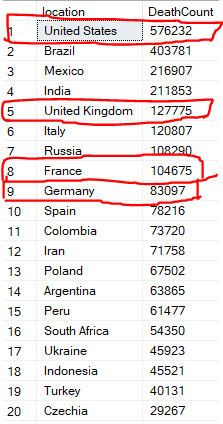 location DeathCount
1 United States 576232
2 Brazil 403781
3 Mexico 216907
4 India 211853
5 United Kingdom 127775
6 Italy 120807
7 Russia 108290
8 France 104675
9 Germany 83097
10 Spain 78216
11 Colombia 73720
12 Iran 71758
13 Poland 67502
14 Argentina 63865
15 Peru 61477
16 South Africa 54350
17 Ukraine 45923
18 Indonesia 45521
19 Turkey 40131
20 Czechia 29267